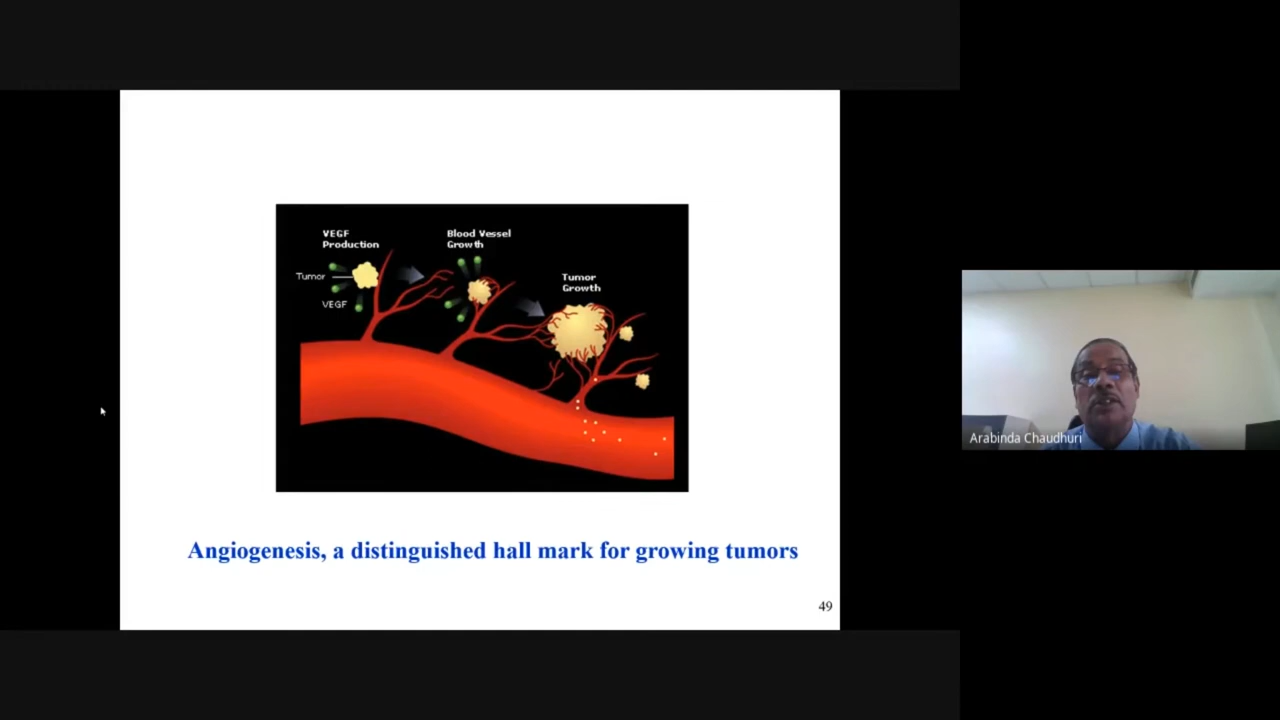 VEGF
Production
Blood Vessel
Growth
Tumor
VEGF
Tumor
Growth
Angiogenesis, a distinguished hall mark for growing tumors
49
Arabinda Chaudhuri